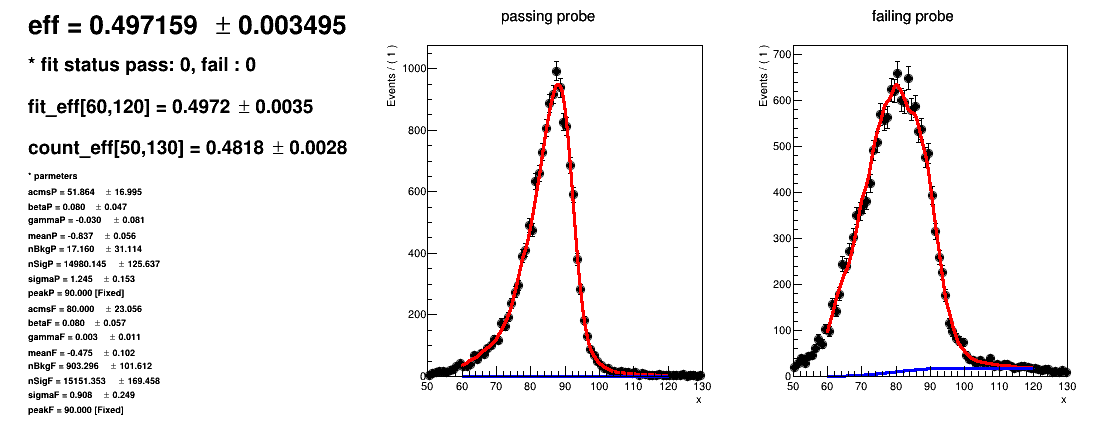 eff = 0.497159 ± 0.003495
* fit status pass: 0, fail : 0
fit_eff[60,120] = 0.4972 ± 0.0035
count_eff[50,130] = 0.4818 ± 0.0028
* parmeters
acmsP = 51.864 ± 16.995
betaP = 0.080 ± 0.047
gammaP = -0.030 ± 0.081
meanP = -0.837 ± 0.056
nBkgP = 17.160 ± 31.114
nSigP = 14980.145 ± 125.637
sigmaP = 1.245 ± 0.153
peakP = 90.000 [Fixed]
acmsF = 80.000 ± 23.056
betaF = 0.080 ± 0.057
gammaF = 0.003 ± 0.011
meanF = -0.475 ± 0.102
nBkgF = 903.296 ± 101.612
nSigF = 15151.353 ± 169.458
sigmaF = 0.908 ± 0.249
peakF = 90.000 [Fixed]
passing probe
Events / ( 1 )
1000
800
600
400
200
0
50 60 70 80 90 100 110 120 130
x
failing probe
Events / ( 1 )
700
600
500
400
300
200
100
0
50 60 70 80 90 100 110 120 130
x